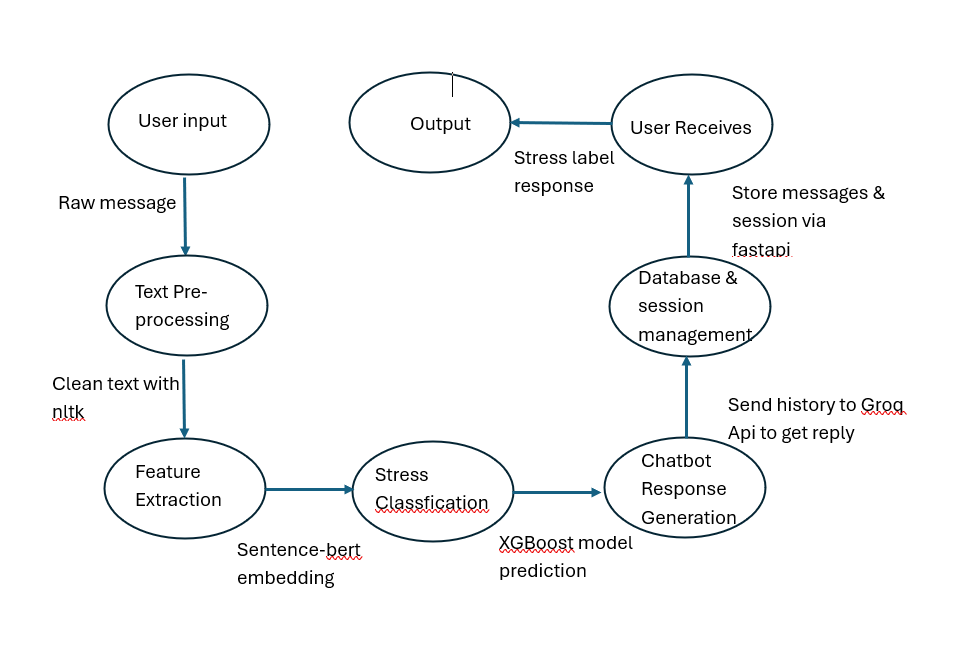 User input
Output
User Receives
Stress label
response
Raw message
Store messages &
session via
fastapi
Text Pre-
processing
Database &
session
management
Clean text with
nltk
Send history to Groq
Api to get reply
Feature
Extraction
Stress
Classfication
Chatbot
Response
Generation
Sentence-bert
embedding
XGBoost model
prediction